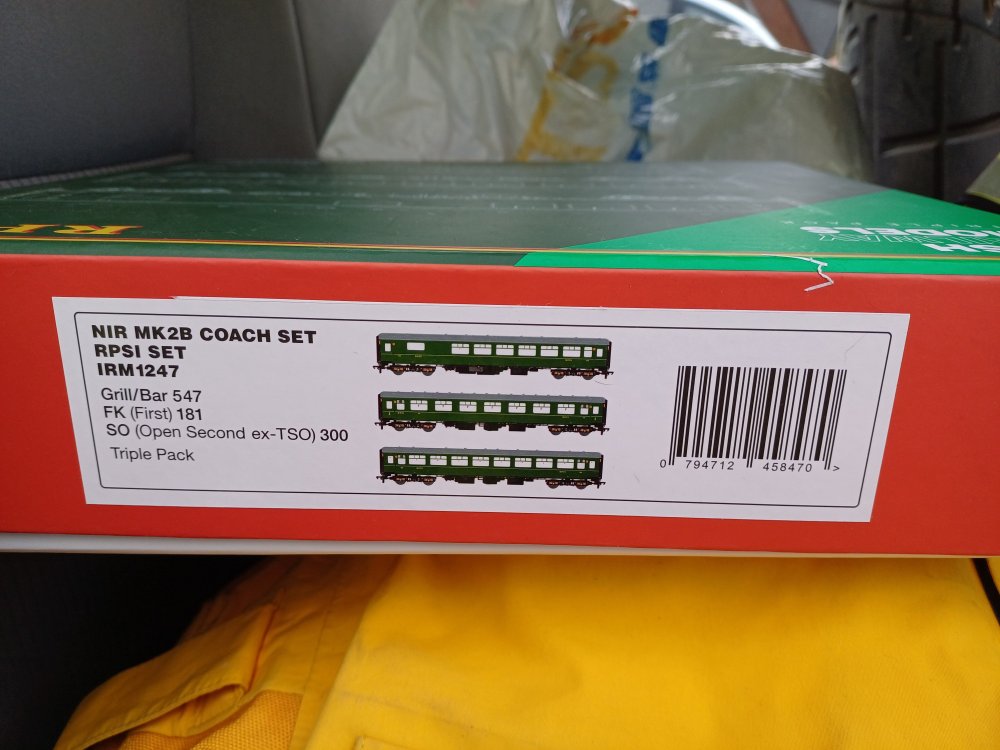 MODELS
NIR MK2B COACH SET
RPSI SET
IRM1247
Grill/Bar 547
FK (First) 181
SO (Open Second ex-TSO) 300
Triple Pack
0 794712 458470 >